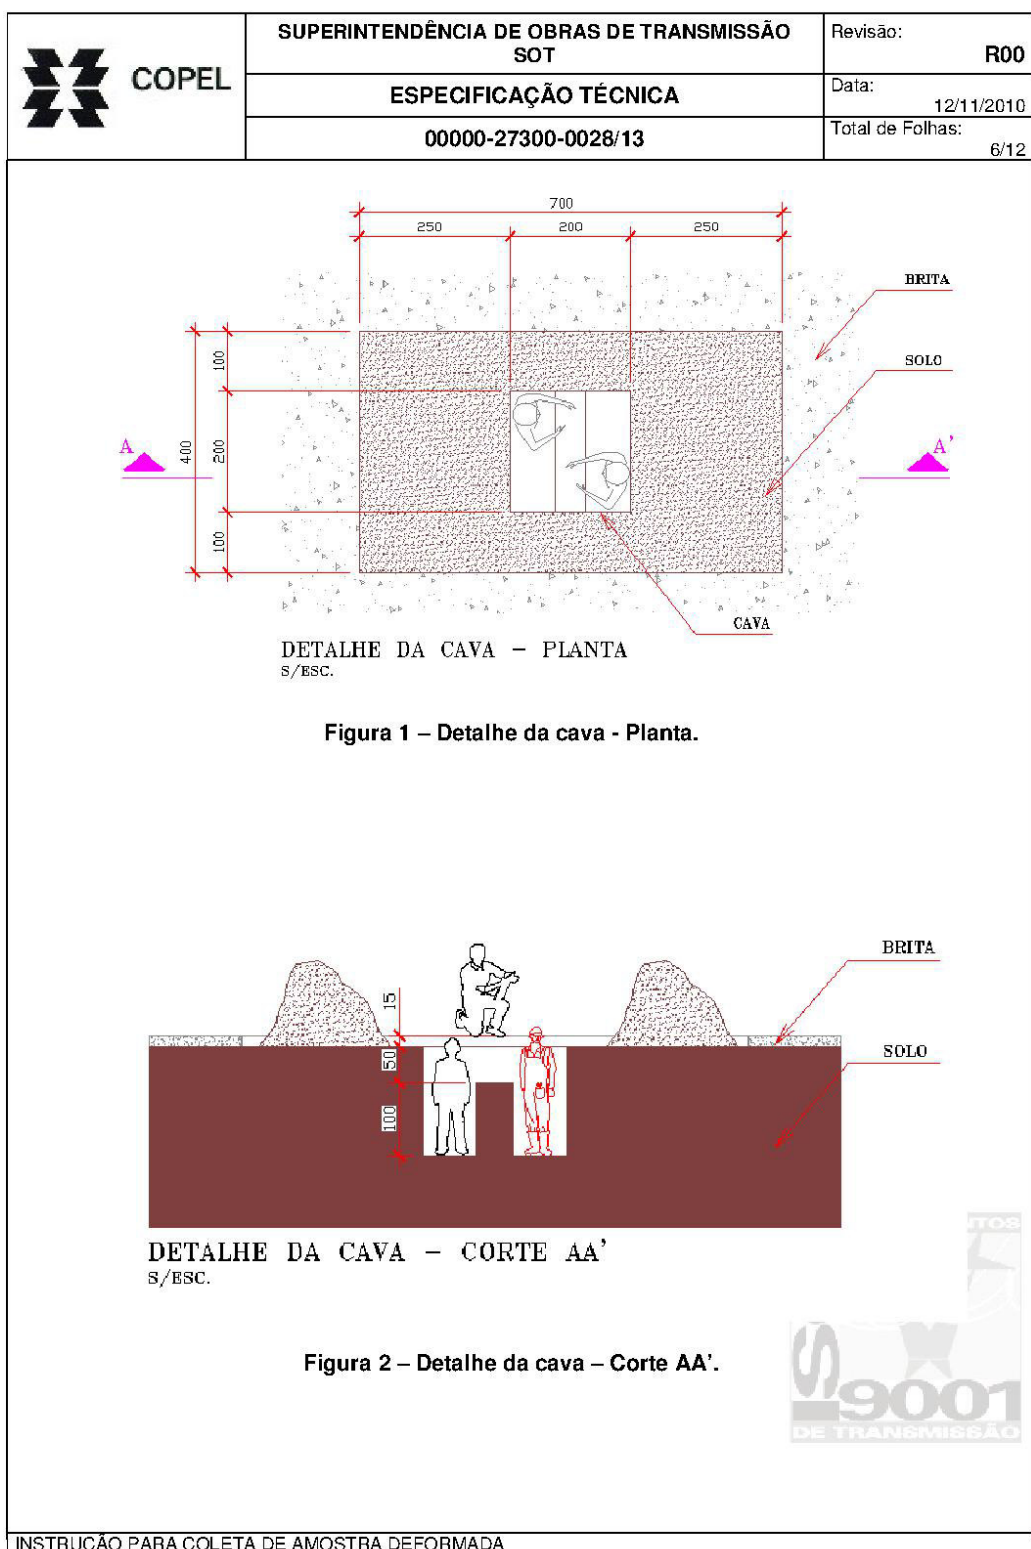 COPEL
SUPERINTENDÊNCIA DE OBRAS DE TRANSMISSÃO
SOT
ESPECIFICAÇÃO TÉCNICA
00000-27300-0028/13
Revisão:
R00
Data:
12/11/2010
Total de Folhas:
6/12
700
250 200 250
BRITA
SOLO
100
400 200
100
A A'
CAVA
DETALHE DA CAVA - PLANTA
S/ESC.
Figura 1 – Detalhe da cava - Planta.
BRITA
15
SOLO
50
100
DETALHE DA CAVA - CORTE AA'
S/ESC.
Figura 2 – Detalhe da cava – Corte AA'.
9001
DE TRANSMISSÃO
INSTRUÇÃO PARA COLETA DE AMOSTRA DEFORMADA